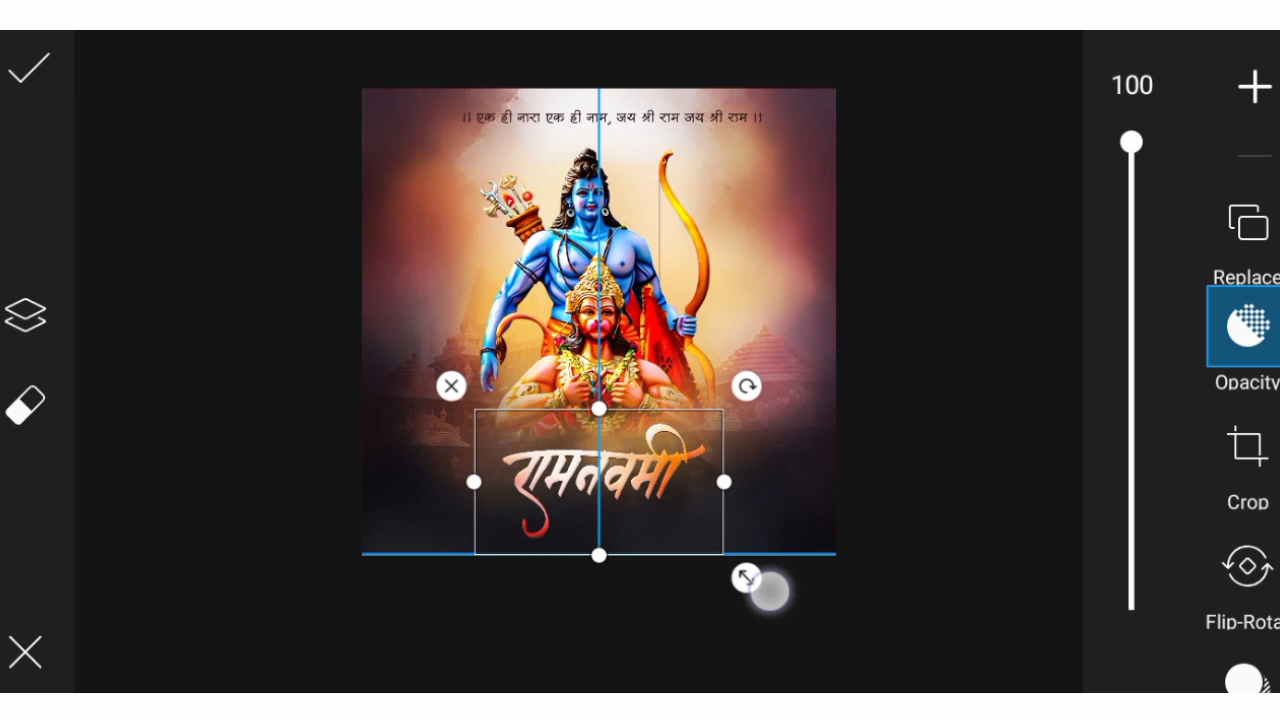 100
।। एक ही नारा एक ही नाम, जय श्री राम जय श्री राम ।।
Replace
Opacity
रामनवमी
Crop
Flip-Rota